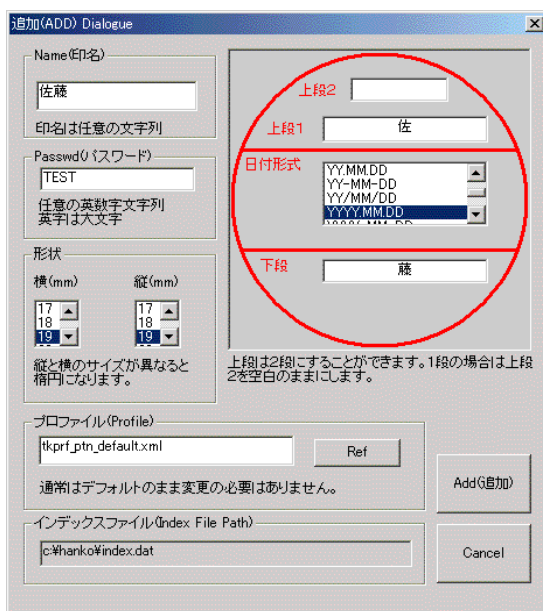 追加(ADD) Dialogue
Name(印名)
佐藤
印名は任意の文字列
Passwd(パスワード)
TEST
任意の英数字文字列
英字は大文字
形状
横(mm)
縦(mm)
17
18
19
17
18
19
縦と横のサイズが異なると
楕円になります。
上段2
上段1
佐
日付形式
YY.MM.DD
YY-MM-DD
YY/MM/DD
YYYY.MM.DD
下段
藤
上段は2段にすることができます。1段の場合は上段
2を空白のままにします。
プロファイル(Profile)
tkprf_ptn_default.xml
Ref
通常はデフォルトのまま変更の必要はありません。
インデックスファイル(Index File Path)
c:¥hanko¥index.dat
Add(追加)
Cancel